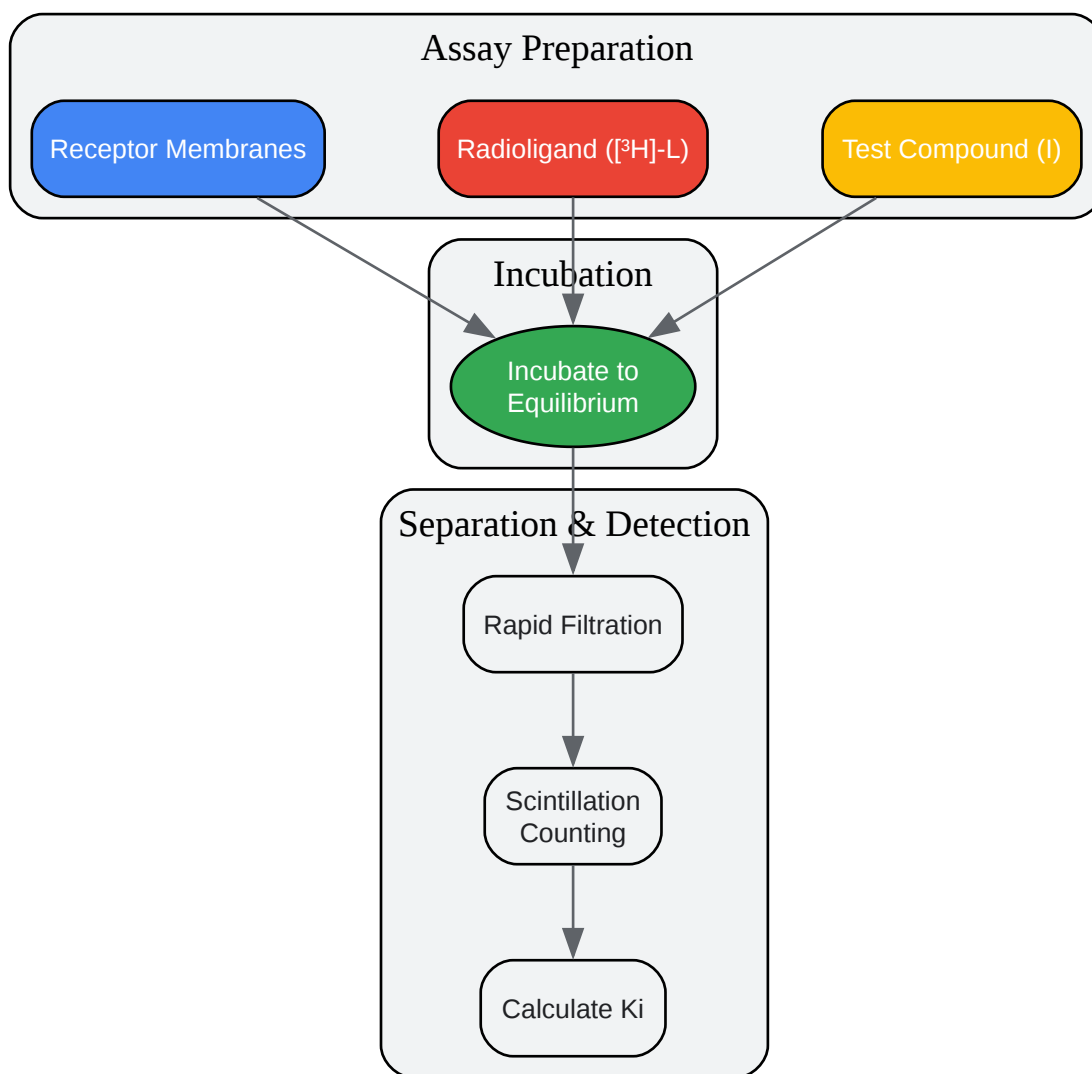 Assay Preparation
Receptor Membranes
Radioligand ([³H]-L)
Test Compound (I)
Incubation
Incubate to
Equilibrium
Separation & Detection
Rapid Filtration
Scintillation
Counting
Calculate Ki